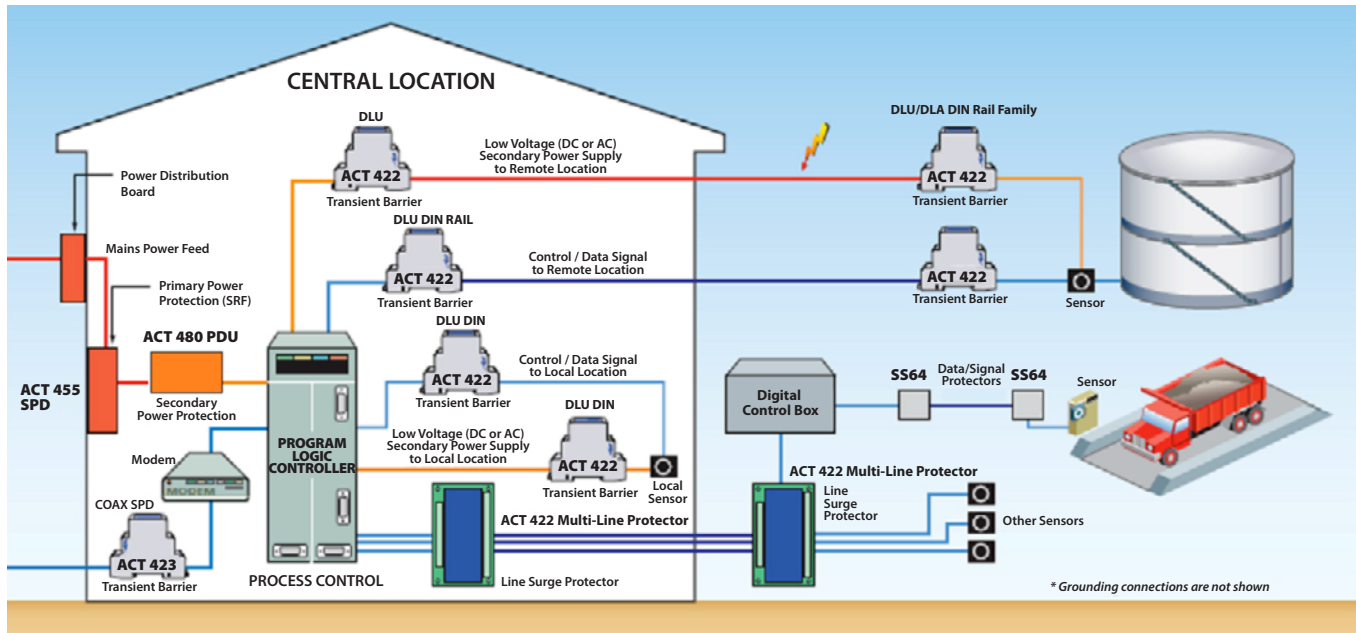 CENTRAL LOCATION
DLU
ACT 422
Transient Barrier
Low Voltage (DC or AC)
Secondary Power Supply
to Remote Location
DLU/DLA DIN Rail Family
ACT 422
Transient Barrier
Power Distribution
Board
DLU DIN RAIL
ACT 422
Transient Barrier
Control / Data Signal
to Remote Location
ACT 422
Transient Barrier
Sensor
Mains Power Feed
Primary Power
Protection (SRF)
ACT 480 PDU
Secondary
Power Protection
ACT 455
SPD
DLU DIN
ACT 422
Transient Barrier
Control / Data Signal
to Local Location
DLU DIN
ACT 422
Transient Barrier
Low Voltage (DC or AC)
Secondary Power Supply
to Local Location
Local
Sensor
PROGRAM
LOGIC
CONTROLLER
PROCESS CONTROL
Modem
MODEM
COAX SPD
ACT 423
Transient Barrier
ACT 422 Multi-Line Protector
Line Surge Protector
Digital
Control Box
SS64
Data/Signal
Protectors
SS64
Sensor
ACT 422 Multi-Line Protector
Line
Surge
Protector
Other Sensors
* Grounding connections are not shown